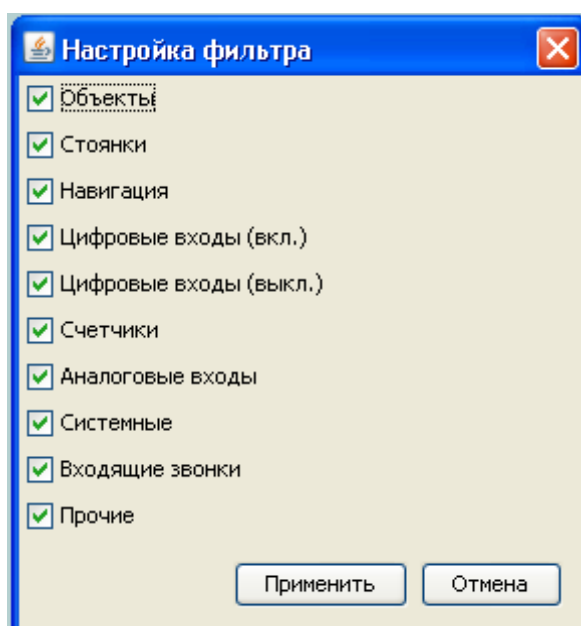 Настройка фильтра
Объекты
Стоянки
Навигация
Цифровые входы (вкл.)
Цифровые входы (выкл.)
Счетчики
Аналоговые входы
Системные
Входящие звонки
Прочие
Применить Отмена